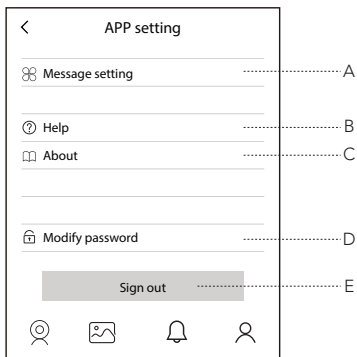 APP setting
Message setting A
Help B
About C
Modify password D
Sign out E